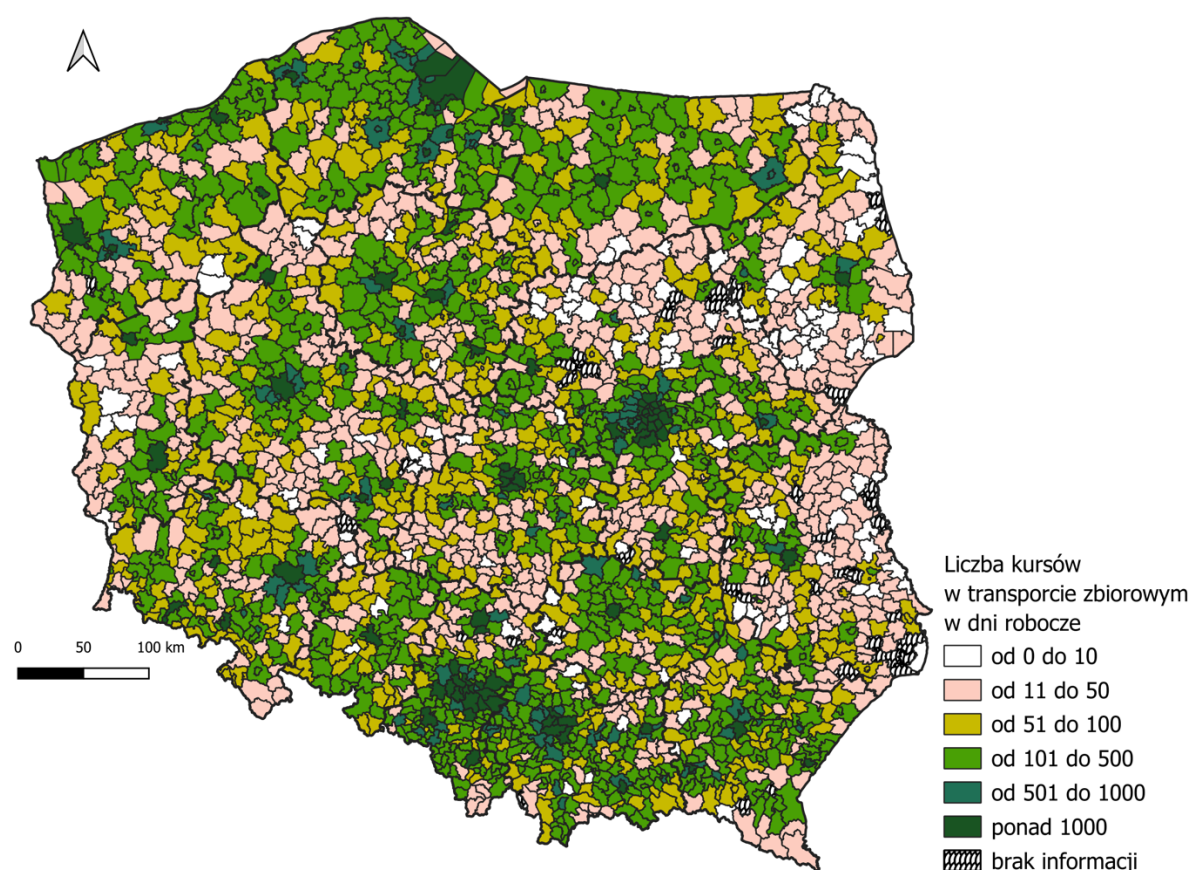 0 50 100 km
Liczba kursów
w transporcie zbiorowym
w dni robocze
od 0 do 10
od 11 do 50
od 51 do 100
od 101 do 500
od 501 do 1000
ponad 1000
brak informacji